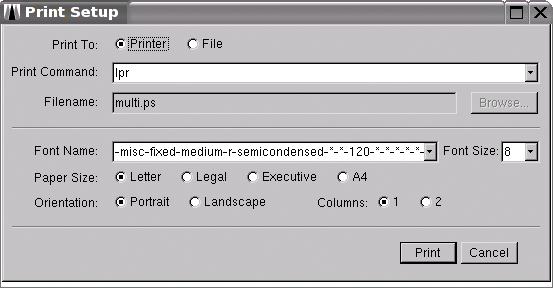 Print Setup
Print To: Printer File
Print Command: lpr
Filename: multi.ps Browse...
Font Name: -misc-fixed-medium-r-semicondensed-*-*-120-*-*-*-*-*- Font Size: 8
Paper Size: Letter Legal Executive A4
Orientation: Portrait Landscape Columns: 1 2
Print Cancel